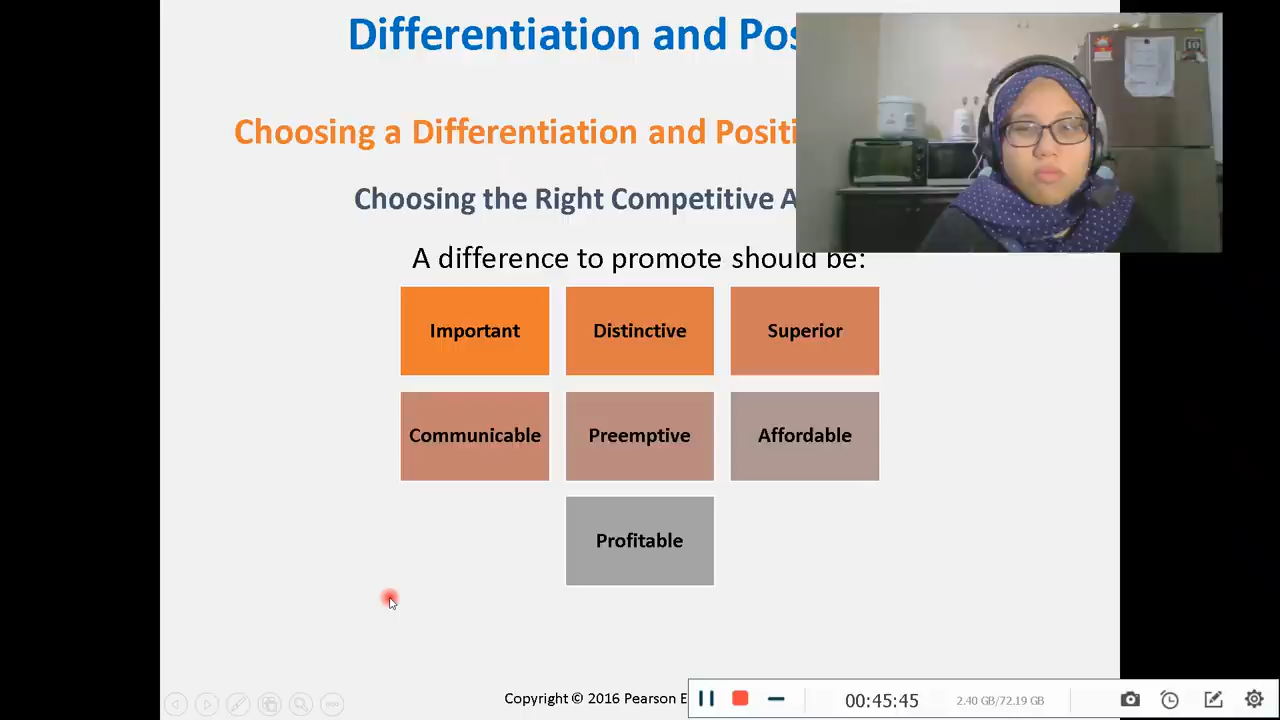 Differentiation and Pos
Choosing a Differentiation and Positi
Choosing the Right Competitive A
A difference to promote should be:
Important
Distinctive
Superior
Communicable
Preemptive
Affordable
Profitable
Copyright © 2016 Pearson E
00:45:45
2.40 GB/72.19 GB